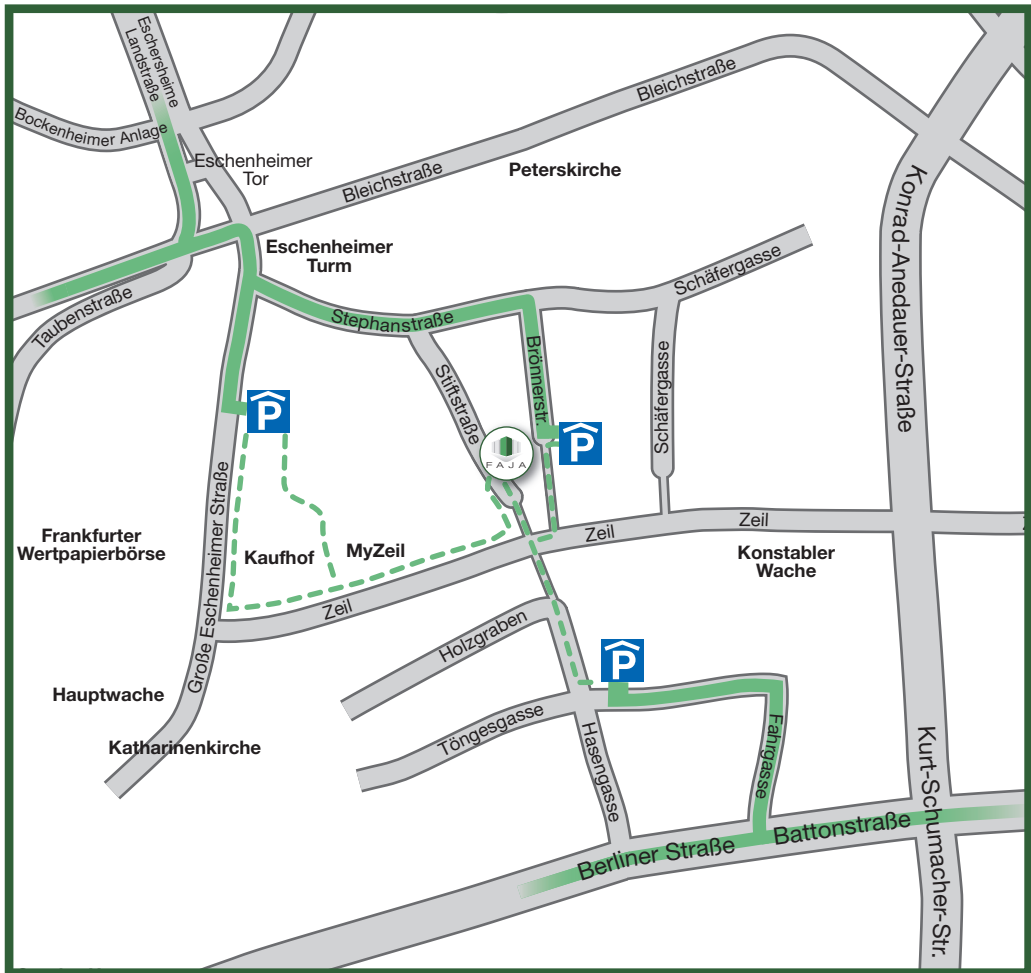 Eschersheime
Landstraße
Bockenheimer Anlage
Eschenheimer
Tor
Bleichstraße
Bleichstraße
Peterskirche
Konrad-Anedauer-Straße
Eschenheimer
Turm
Schäfergasse
Taubenstraße
Stephanstraße
Brönnerstr.
Stiftstraße
Schäfergasse
P
P
FAJA
Große Eschenheimer Straße
Frankfurter
Wertpapierbörse
Kaufhof
MyZeil
Zeil
Zeil
Konstabler
Wache
Zeil
Holzgraben
P
Hauptwache
Katharinenkirche
Töngesgasse
Hasengasse
Fahrgasse
Kurt-Schumacher-Str.
Berliner Straße
Battonstraße